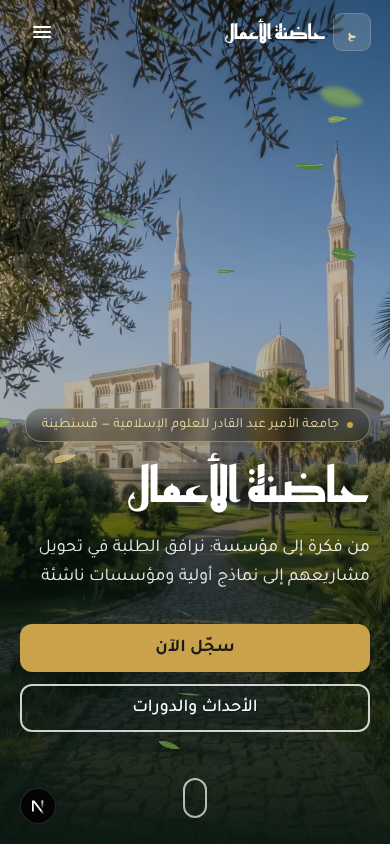 حاضنة الأعمال
ح
جامعة الأمير عبد القادر للعلوم الإسلامية – قسنطينة
حاضنة الأعمال
من فكرة إلى مؤسسة: نرافق الطلبة في تحويل
مشاريعهم إلى نماذج أولية ومؤسسات ناشئة
سجّل الآن
الأحداث والدورات
N